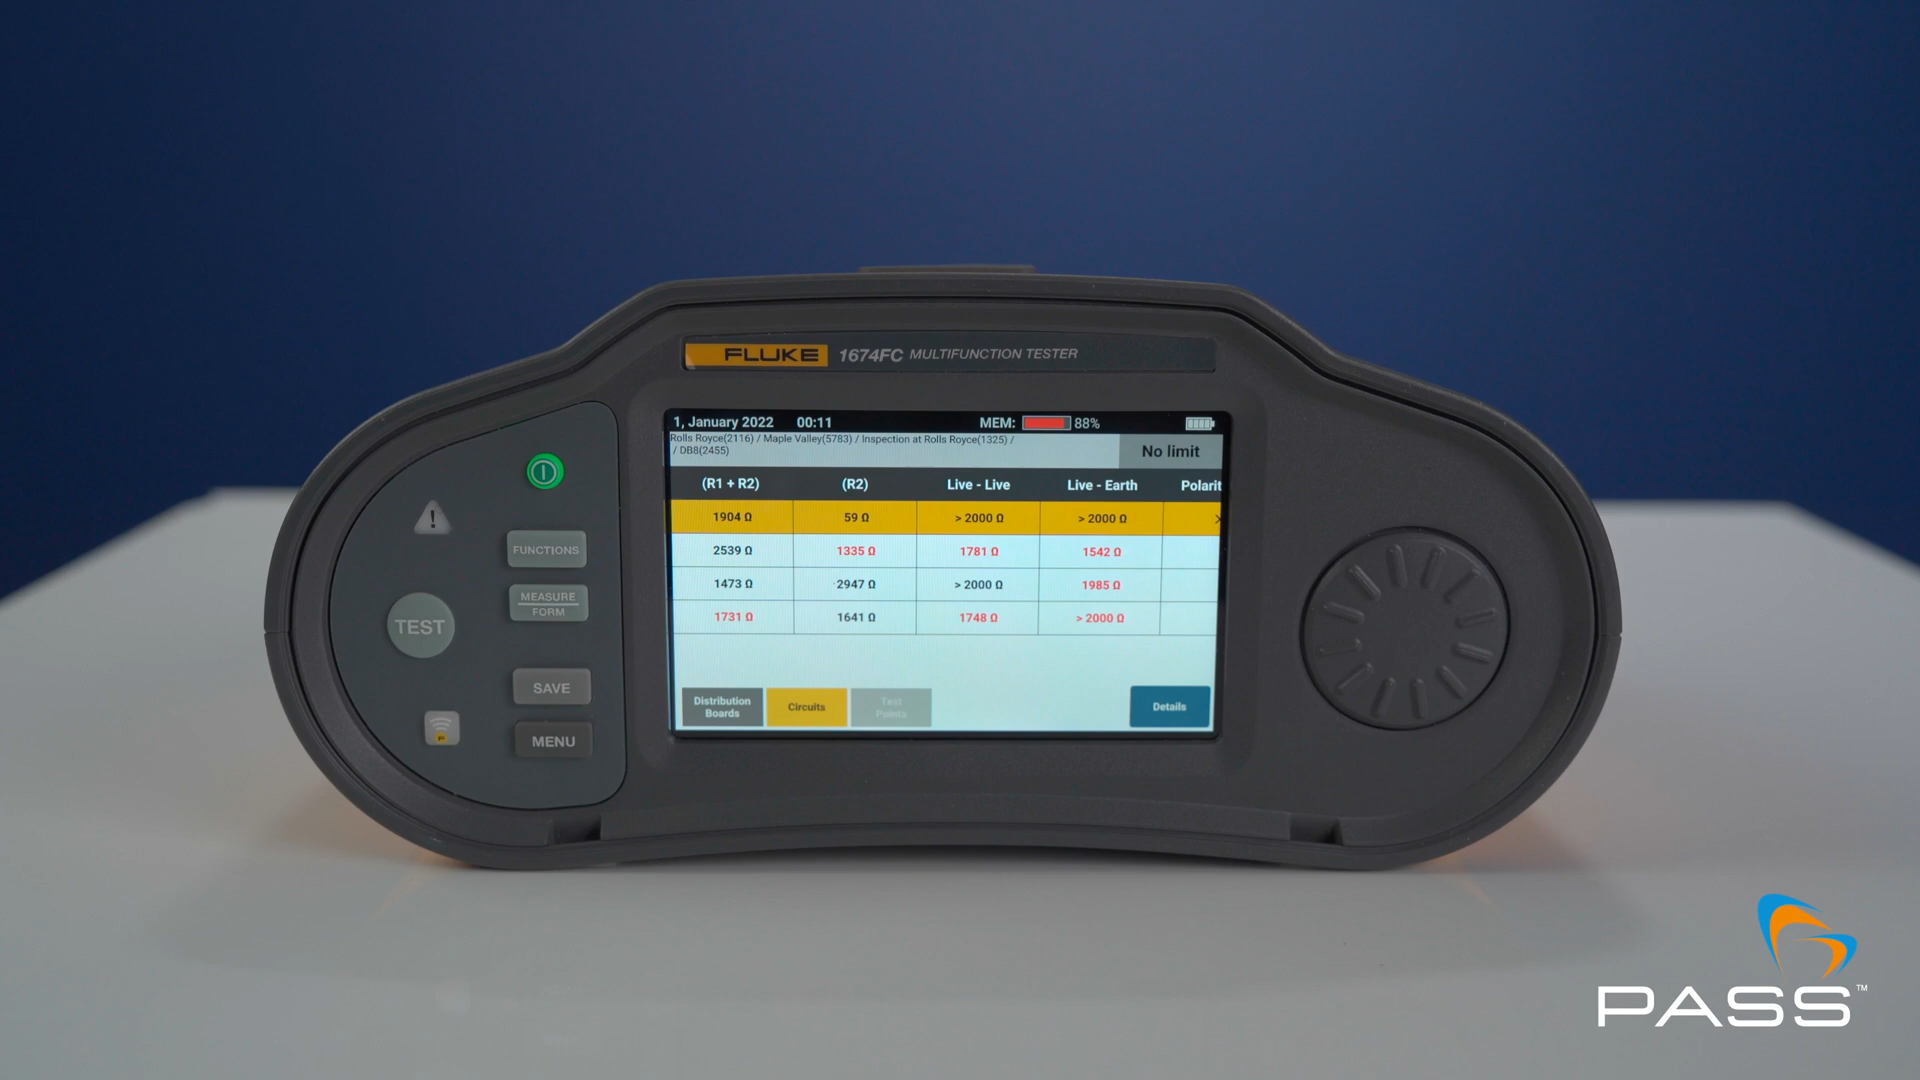 FLUKE 1674FC MULTIFUNCTION TESTER
1, January 2022 00:11 MEM: 88%
Rolls Royce(2116) / Maple Valley(5783) / Inspection at Rolls Royce(1325) /
/ DB8(2455)
No limit
(R1 + R2) (R2) Live - Live Live - Earth Polarit
1904 Ω 59 Ω > 2000 Ω > 2000 Ω >
2539 Ω 1335 Ω 1781 Ω 1542 Ω
1473 Ω 2947 Ω > 2000 Ω 1985 Ω
1731 Ω 1641 Ω 1748 Ω > 2000 Ω
Distribution
Boards
Circuits
Test
Points
Details
FUNCTIONS
MEASURE
FORM
TEST
SAVE
F
MENU
PASS™